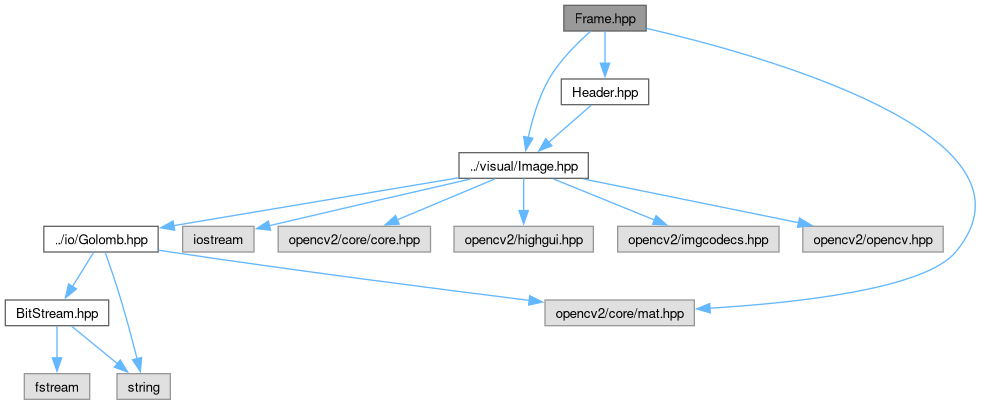 Frame.hpp
Header.hpp
../visual/Image.hpp
../io/Golomb.hpp
iostream
opencv2/core/core.hpp
opencv2/highgui.hpp
opencv2/imgcodecs.hpp
opencv2/opencv.hpp
BitStream.hpp
opencv2/core/mat.hpp
fstream
string